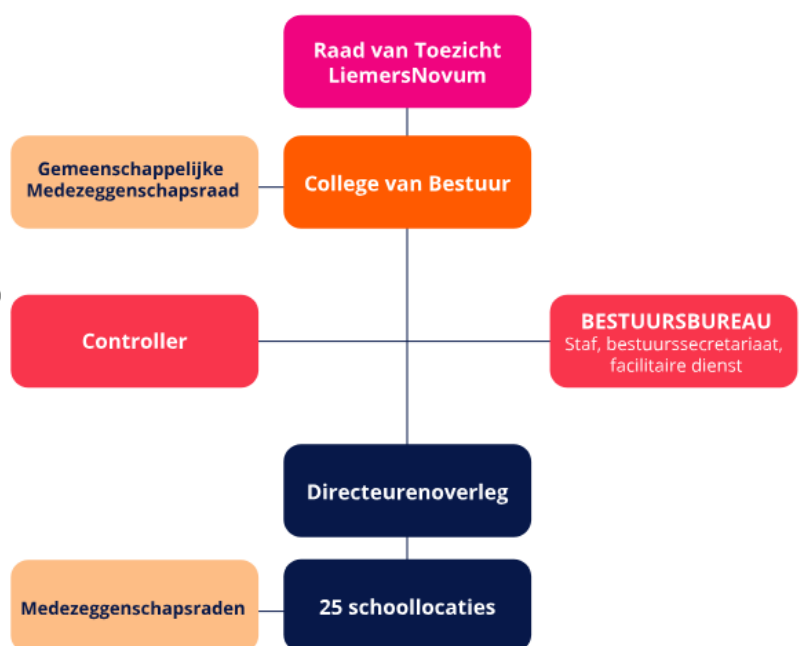 Raad van Toezicht
LiemersNovum
Gemeenschappelijke
Medezeggenschapsraad
College van Bestuur
Controller
BESTUURSBUREAU
Staf, bestuurssecretariaat,
facilitaire dienst
Directeurenoverleg
Medezeggenschapsraden
25 schoollocaties